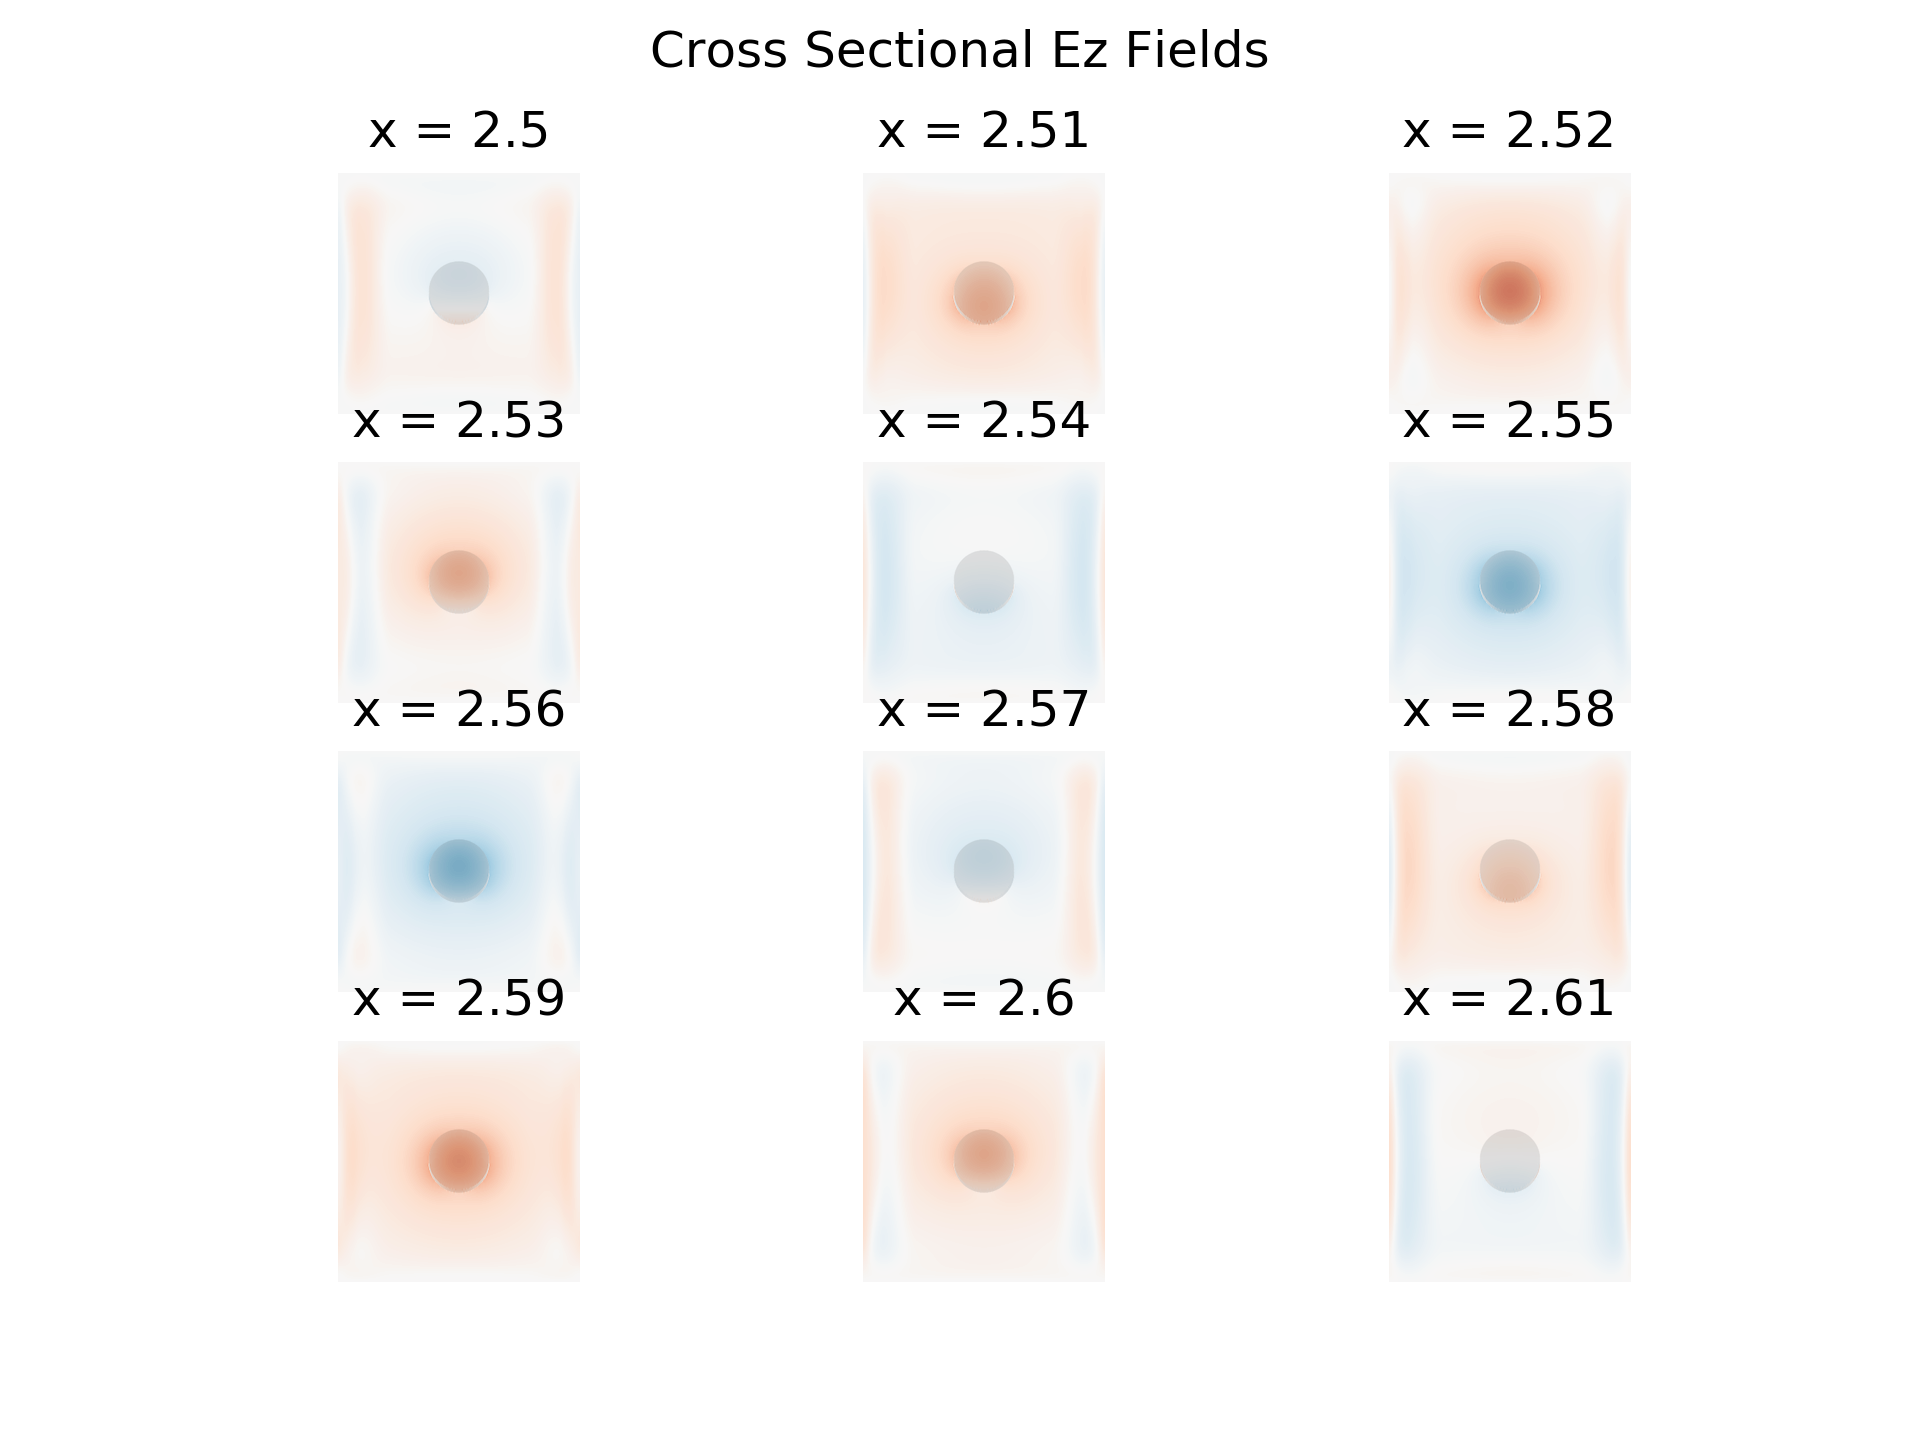 Cross Sectional Ez Fields
x = 2.5
x = 2.51
x = 2.52
x = 2.53
x = 2.54
x = 2.55
x = 2.56
x = 2.57
x = 2.58
x = 2.59
x = 2.6
x = 2.61